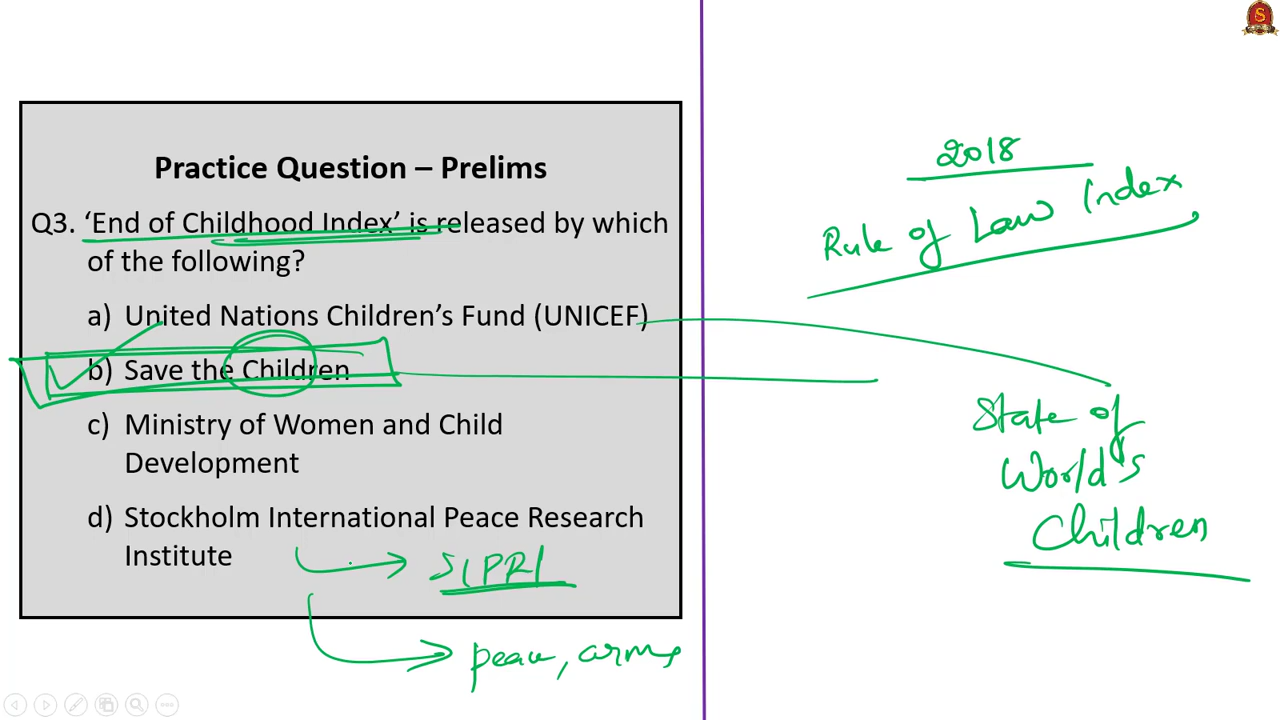 Practice Question – Prelims
Q3. ‘End of Childhood Index’ is released by which
of the following?
a) United Nations Children’s Fund (UNICEF)
b) Save the Children
c) Ministry of Women and Child
Development
d) Stockholm International Peace Research
Institute
SIPRI
peace, arms
2018
Rule of Law Index
State of
World's
Children